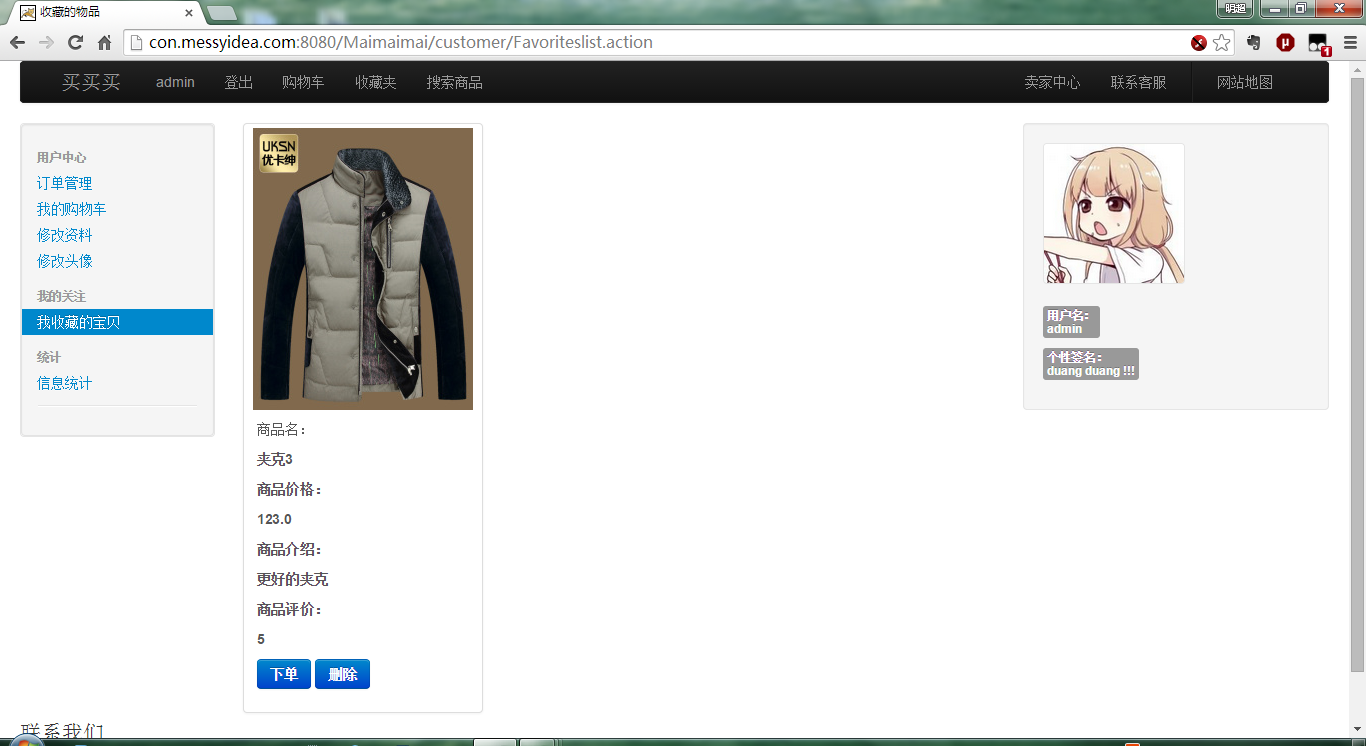 收藏的物品
明超
con.messyidea.com:8080/Maimaimai/customer/Favoriteslist.action
1
买买买 admin 登出 购物车 收藏夹 搜索商品 卖家中心 联系客服 网站地图
用户中心
订单管理
我的购物车
修改资料
修改头像
我的关注
我收藏的宝贝
统计
信息统计
UKSN
优卡绅
商品名：
夹克3
商品价格：
123.0
商品介绍：
更好的夹克
商品评价：
5
下单 删除
用户名：
admin
个性签名：
duang duang !!!
联系我们